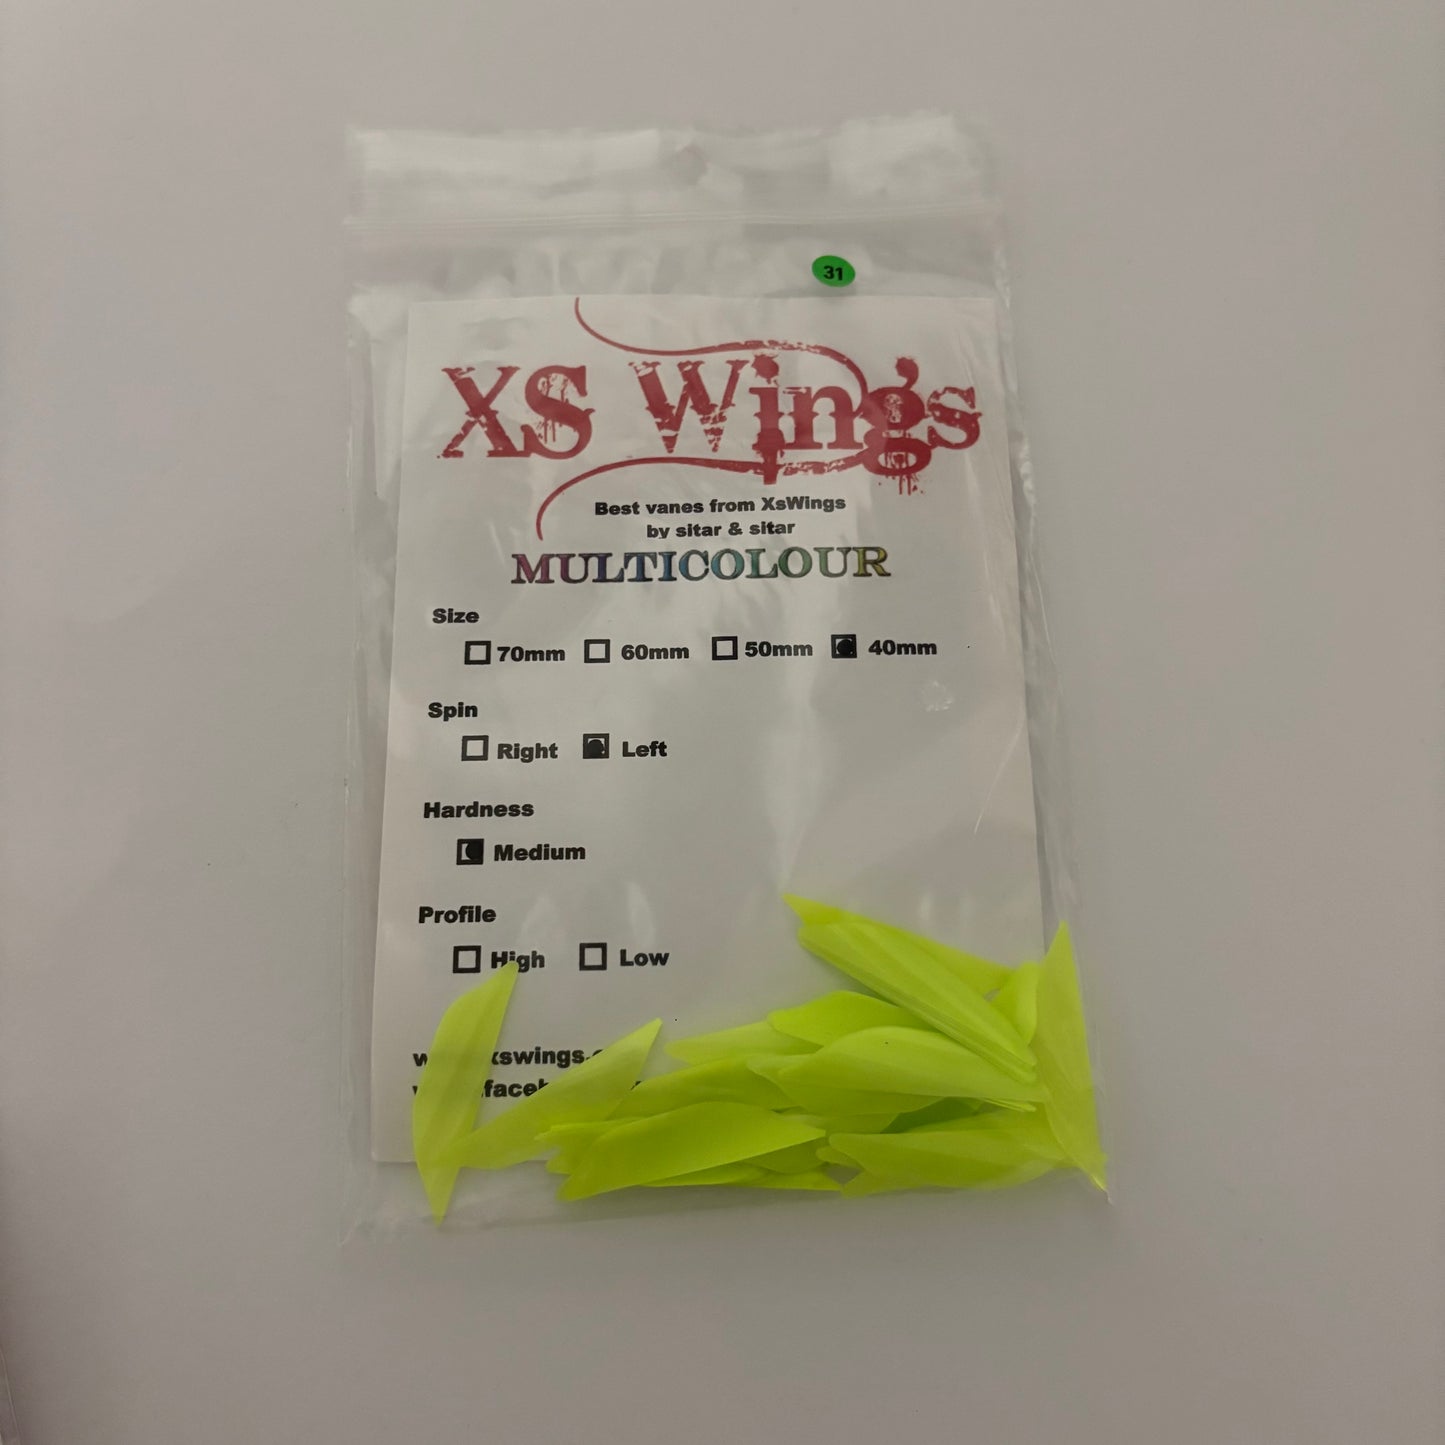 31
XS Wings
Best vanes from XsWings
by sitar & sitar
MULTICOLOUR
Size
70mm 60mm 50mm 40mm
Spin
Right Left
Hardness
Medium
Profile
High Low
xswings.